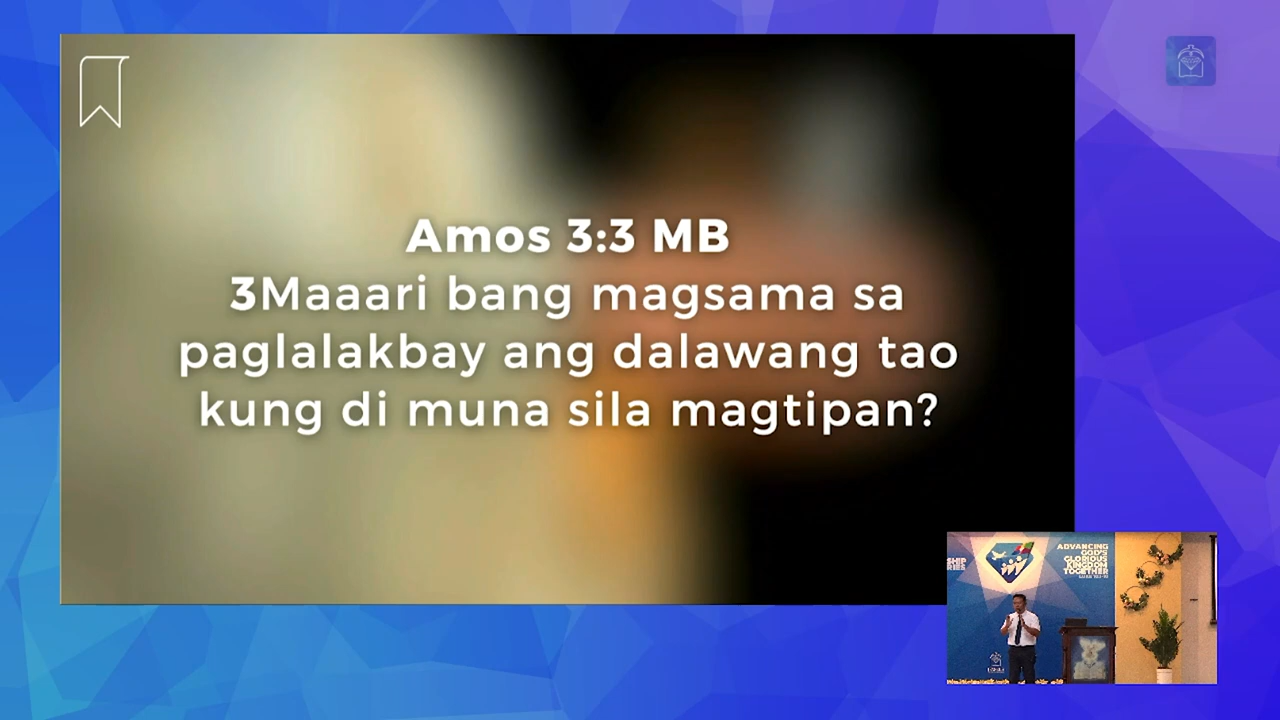 Amos 3:3 MB
3Maaari bang magsama sa
paglalakbay ang dalawang tao
kung di muna sila magtipan?
ADVANCING
GOD'S
GLORIOUS
KINGDOM
TOGETHER